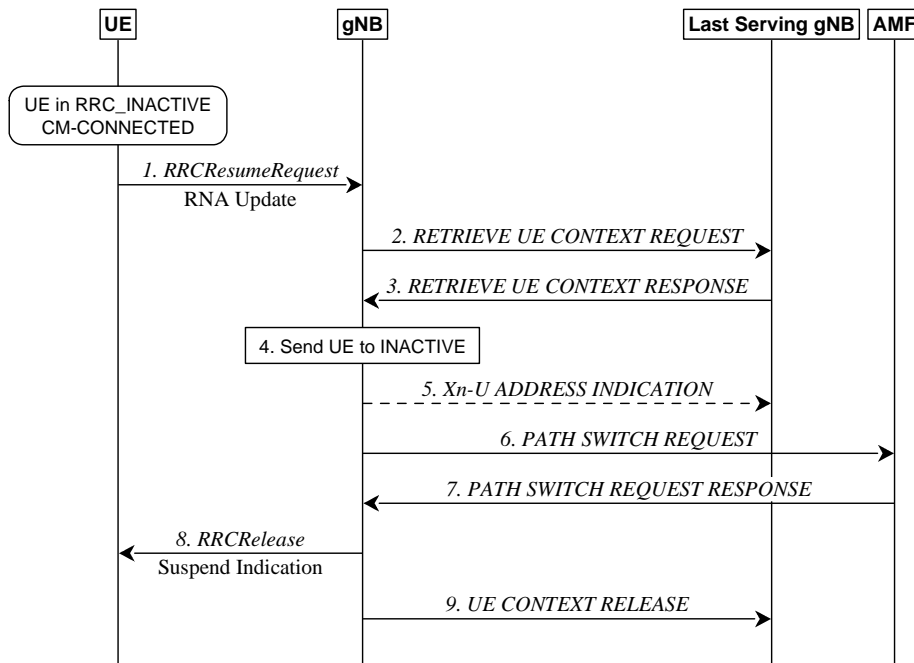 UE
gNB
Last Serving gNB
AMF
UE in RRC_INACTIVE
CM-CONNECTED
1. RRCResumeRequest
RNA Update
2. RETRIEVE UE CONTEXT REQUEST
3. RETRIEVE UE CONTEXT RESPONSE
4. Send UE to INACTIVE
5. Xn-U ADDRESS INDICATION
6. PATH SWITCH REQUEST
7. PATH SWITCH REQUEST RESPONSE
8. RRCRelease
Suspend Indication
9. UE CONTEXT RELEASE